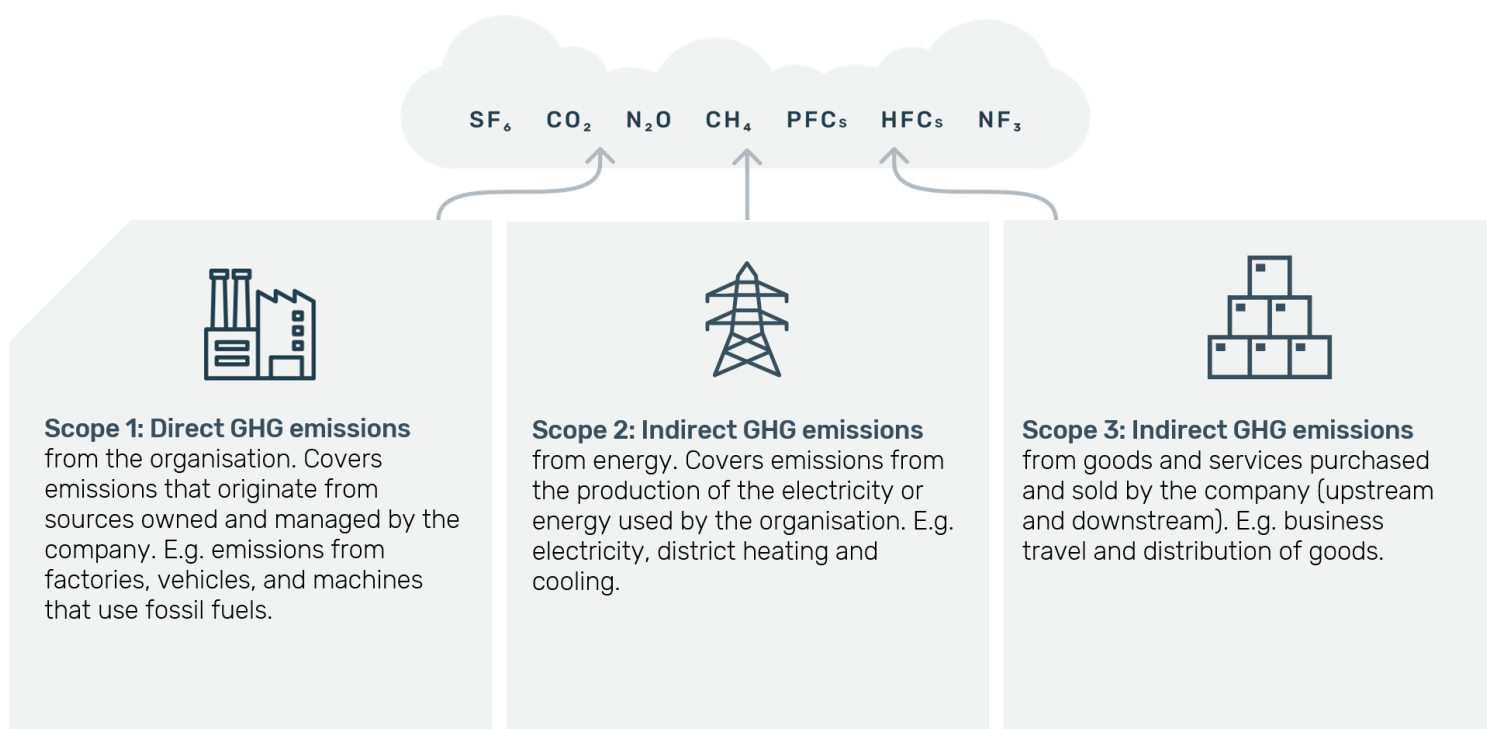 SF₆ CO₂ N₂O CH₄ PFCs HFCs NF₃
Scope 1: Direct GHG emissions
from the organisation. Covers
emissions that originate from
sources owned and managed by the
company. E.g. emissions from
factories, vehicles, and machines
that use fossil fuels.
Scope 2: Indirect GHG emissions
from energy. Covers emissions from
the production of the electricity or
energy used by the organisation. E.g.
electricity, district heating and
cooling.
Scope 3: Indirect GHG emissions
from goods and services purchased
and sold by the company (upstream
and downstream). E.g. business
travel and distribution of goods.